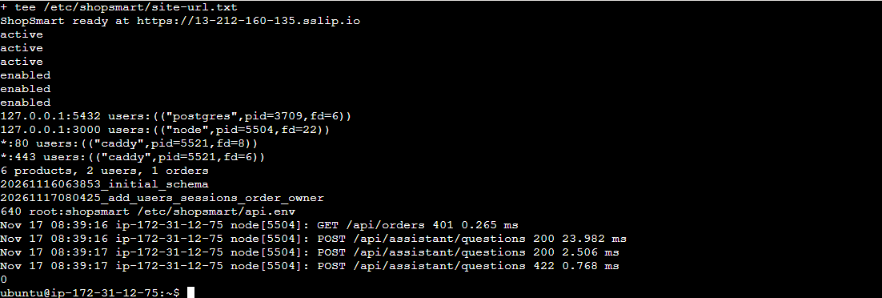 + tee /etc/shopsmart/site-url.txt
ShopSmart ready at https://13-212-160-135.sslip.io
active
active
active
enabled
enabled
enabled
127.0.0.1:5432 users:(("postgres",pid=3709,fd=6))
127.0.0.1:3000 users:(("node",pid=5504,fd=22))
*:80 users:(("caddy",pid=5521,fd=8))
*:443 users:(("caddy",pid=5521,fd=6))
6 products, 2 users, 1 orders
20261116063853_initial_schema
20261117080425_add_users_sessions_order_owner
640 root:shopsmart /etc/shopsmart/api.env
Nov 17 08:39:16 ip-172-31-12-75 node[5504]: GET /api/orders 401 0.265 ms
Nov 17 08:39:16 ip-172-31-12-75 node[5504]: POST /api/assistant/questions 200 23.982 ms
Nov 17 08:39:17 ip-172-31-12-75 node[5504]: POST /api/assistant/questions 200 2.506 ms
Nov 17 08:39:17 ip-172-31-12-75 node[5504]: POST /api/assistant/questions 422 0.768 ms
0
ubuntu@ip-172-31-12-75:~$